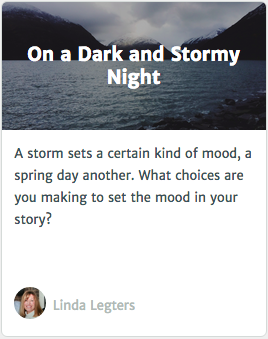 On a Dark and Stormy
Night
A storm sets a certain kind of mood, a
spring day another. What choices are
you making to set the mood in your
story?
Linda Legters